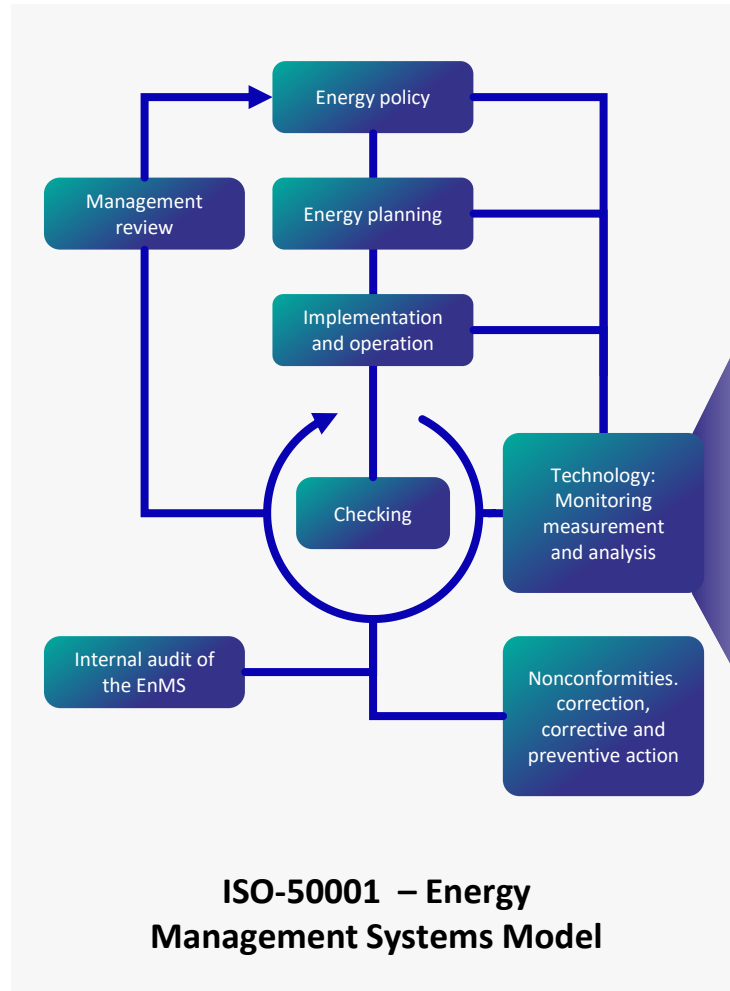 Energy policy
Management
review
Energy planning
Implementation
and operation
Technology:
Monitoring
measurement
and analysis
Checking
Internal audit of
the EnMS
Nonconformities.
correction,
corrective and
preventive action
ISO-50001 – Energy
Management Systems Model